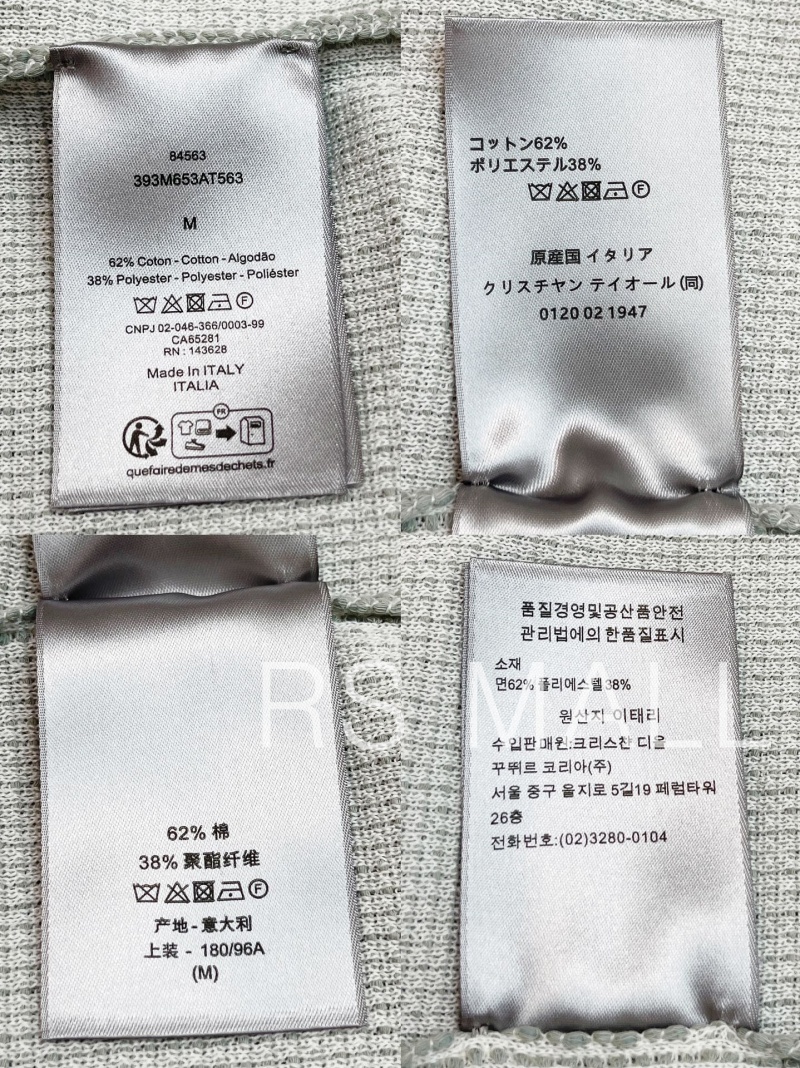 84563
393M653AT563
M
62% Coton - Cotton - Algodão
38% Polyester - Polyester - Poliéster
F
CNPJ 02-046-366/0003-99
CA65281
RN : 143628
Made In ITALY
ITALIA
FR
quefairedemesdechets.fr
コットン62%
ポリエステル38%
F
原産国 イタリア
クリスチャン テイオール (同)
0120 02 1947
62% 棉
38% 聚酯纤维
F
产地 - 意大利
上装 - 180/96A
(M)
품질경영및공산품안전
관리법에의한품질표시
소재
면62% 폴리에스텔38%
원산지 이태리
수입판매원:크리스챤 디올
꾸뛰르 코리아(주)
서울 중구 을지로 5길19 페럼타워
26층
전화번호:(02)3280-0104
RS MALL